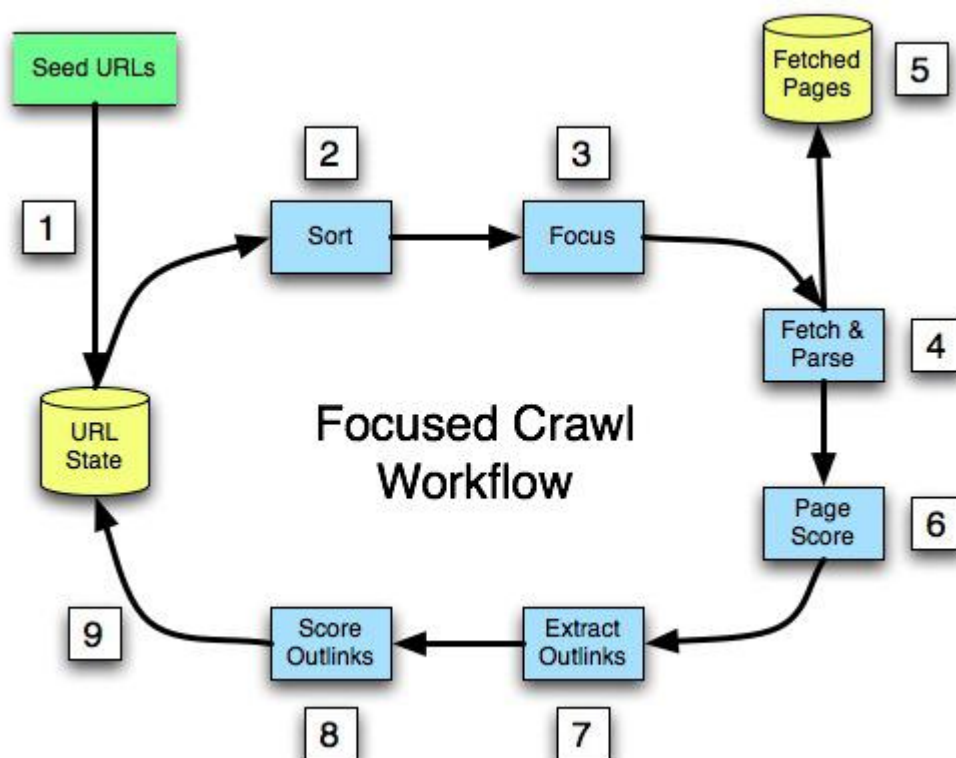 Seed URLs
1
2
Sort
3
Focus
Fetched
Pages
5
Fetch &
Parse
4
URL
State
Focused Crawl
Workflow
Page
Score
6
9
Score
Outlinks
8
Extract
Outlinks
7